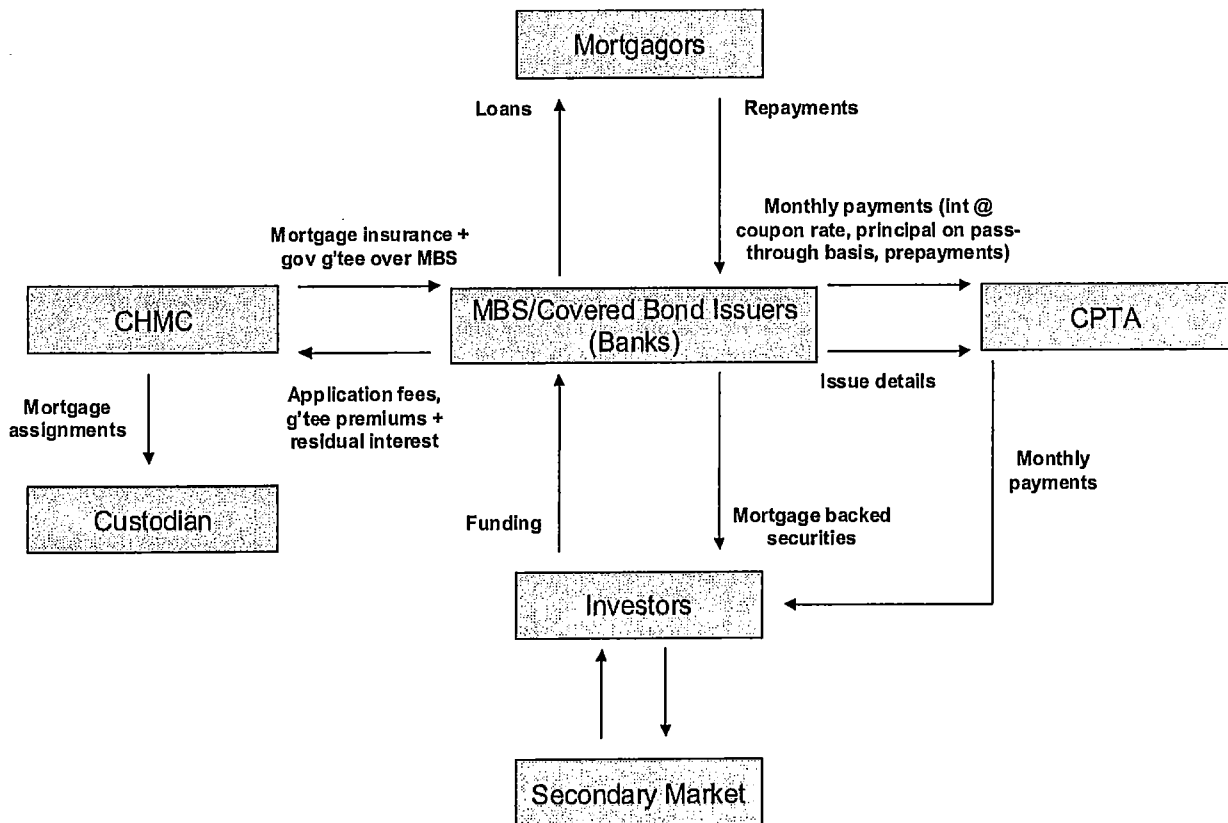 Mortgagors
Loans
Repayments
Monthly payments (int @
coupon rate, principal on pass-
through basis, prepayments)
Mortgage insurance +
gov g'tee over MBS
CHMC
MBS/Covered Bond Issuers
(Banks)
CPTA
Issue details
Application fees,
g'tee premiums +
residual interest
Mortgage
assignments
Monthly
payments
Custodian
Funding
Mortgage backed
securities
Investors
Secondary Market